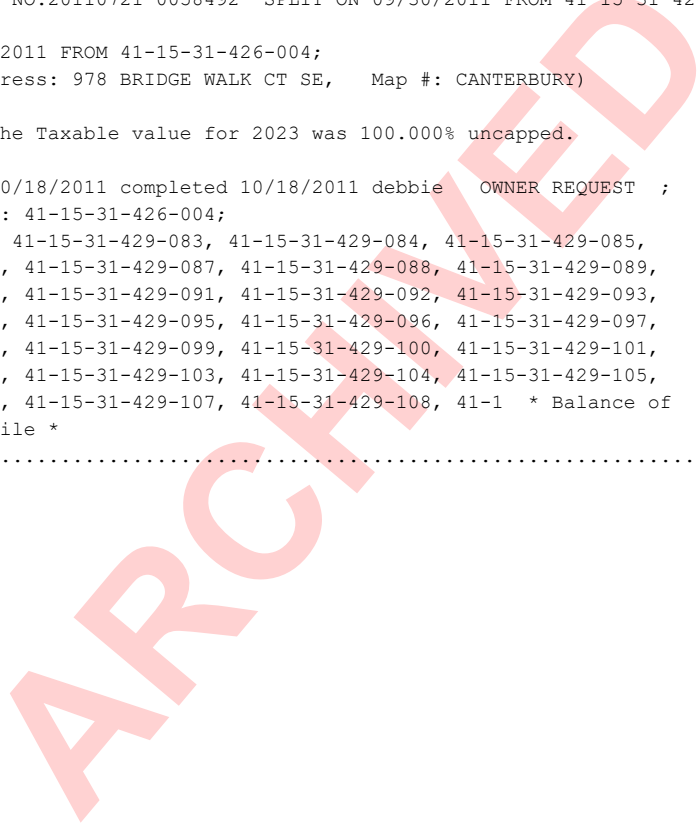 NO.20110721-0058492 SPLIT ON 09/30/2011 FROM 41-15-31-42
2011 FROM 41-15-31-426-004;
ress: 978 BRIDGE WALK CT SE, Map #: CANTERBURY)
he Taxable value for 2023 was 100.000% uncapped.
0/18/2011 completed 10/18/2011 debbie OWNER REQUEST ;
: 41-15-31-426-004;
41-15-31-429-083, 41-15-31-429-084, 41-15-31-429-085,
, 41-15-31-429-087, 41-15-31-429-088, 41-15-31-429-089,
, 41-15-31-429-091, 41-15-31-429-092, 41-15-31-429-093,
, 41-15-31-429-095, 41-15-31-429-096, 41-15-31-429-097,
, 41-15-31-429-099, 41-15-31-429-100, 41-15-31-429-101,
, 41-15-31-429-103, 41-15-31-429-104, 41-15-31-429-105,
, 41-15-31-429-107, 41-15-31-429-108, 41-1 * Balance of
ile *
.........................................................
ARCHIVED